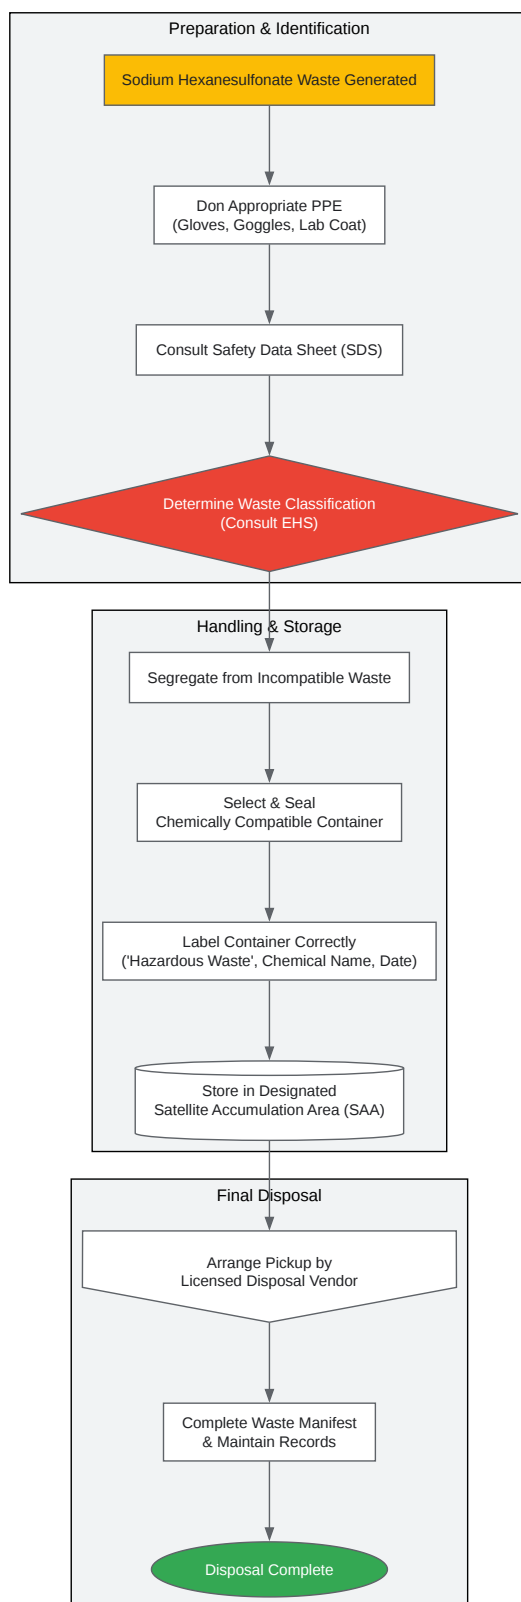 Preparation & Identification
Sodium Hexanesulfonate Waste Generated
Don Appropriate PPE
(Gloves, Goggles, Lab Coat)
Consult Safety Data Sheet (SDS)
Determine Waste Classification
(Consult EHS)
Handling & Storage
Segregate from Incompatible Waste
Select & Seal
Chemically Compatible Container
Label Container Correctly
('Hazardous Waste', Chemical Name, Date)
Store in Designated
Satellite Accumulation Area (SAA)
Final Disposal
Arrange Pickup by
Licensed Disposal Vendor
Complete Waste Manifest
& Maintain Records
Disposal Complete